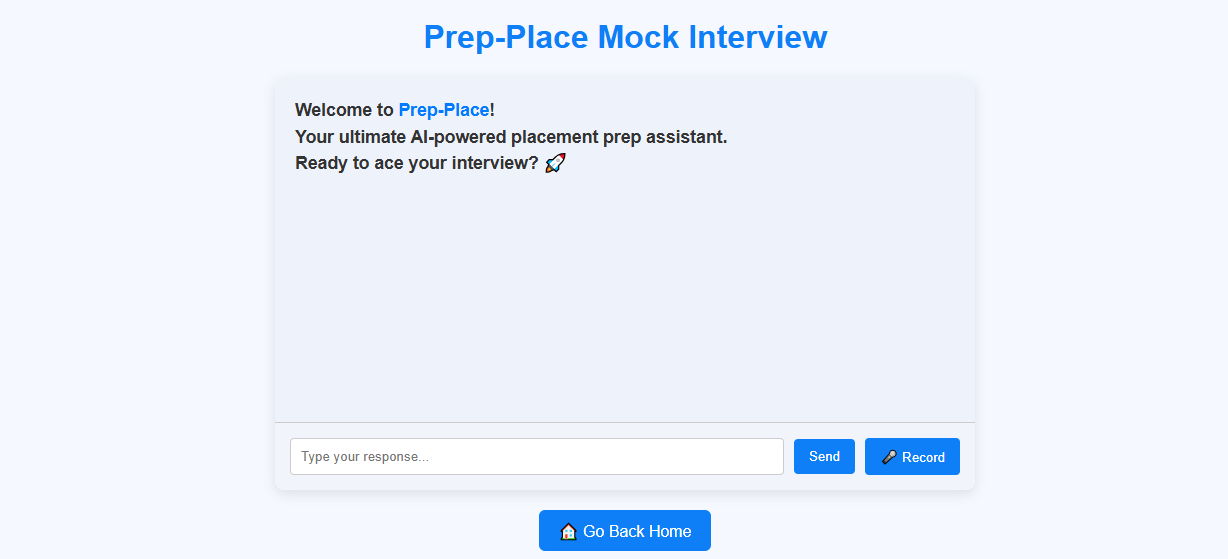 Prep-Place Mock Interview
Welcome to Prep-Place!
Your ultimate AI-powered placement prep assistant.
Ready to ace your interview? 🚀
Type your response...
Send
🎤 Record
🏠 Go Back Home